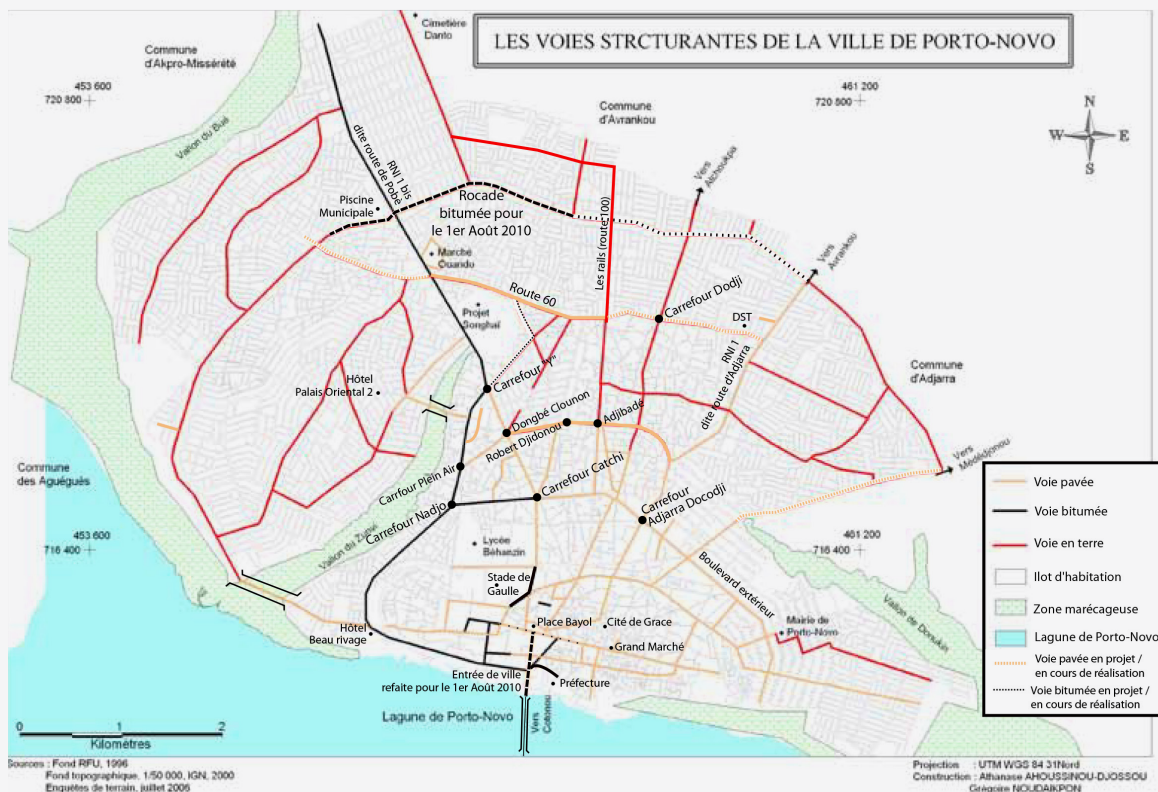 LES VOIES STRCTURANTES DE LA VILLE DE PORTO-NOVO
Cimetière
Danto
Commune
d'Akpro-Missérété
453 600
720 800
461 200
720 800
Commune
d'Avrankou
N
W
E
S
Vallon du Bué
dite route de Pobè
RNI 1 bis
Piscine
Municipale
Rocade
bitumée pour
le 1er Août 2010
Les rails (route 100)
Vers
Atchoukpa
Vers
Avrankou
Marché
Ouandu
Route 60
Projet
Songhaï
Carrefour Dodji
DST
RNI 1
dite route d'Adjarra
Commune
d'Adjarra
Carrefour "Y"
Hôtel
Palais Oriental 2
Dongbé Clounon
Robert Djidonou
Adjibadé
Vers
Médédjonou
Commune
des Aguégués
Carrfour Plein Air
Carrefour Catchi
Carrefour Nadjo
Carrefour
Adjarra Docodji
453 600
716 400
461 200
716 400
Vallon du Zunvi
Lycée
Béhanzin
Stade de
Gaulle
Boulevard extérieur
Vallon de Donukin
Place Bayol
Cité de Grace
Mairie de
Porto-Novo
Grand Marché
Hôtel
Beau rivage
Entrée de ville
refaite pour le 1er Août 2010
Préfecture
Lagune de Porto-Novo
Vers
Cotonou
0 1 2
Kilomètres
Voie pavée
Voie bitumée
Voie en terre
Ilot d'habitation
Zone marécageuse
Lagune de Porto-Novo
Voie pavée en projet /
en cours de réalisation
Voie bitumée en projet /
en cours de réalisation
Sources : Fond RFU, 1996
Fond topographique, 1/50 000, IGN, 2000
Enquêtes de terrain, juillet 2006
Projection : UTM WGS 84 31Nord
Construction : Athanase AHOUSSINOU-DJOSSOU
Grégoire NOUDAIKPON